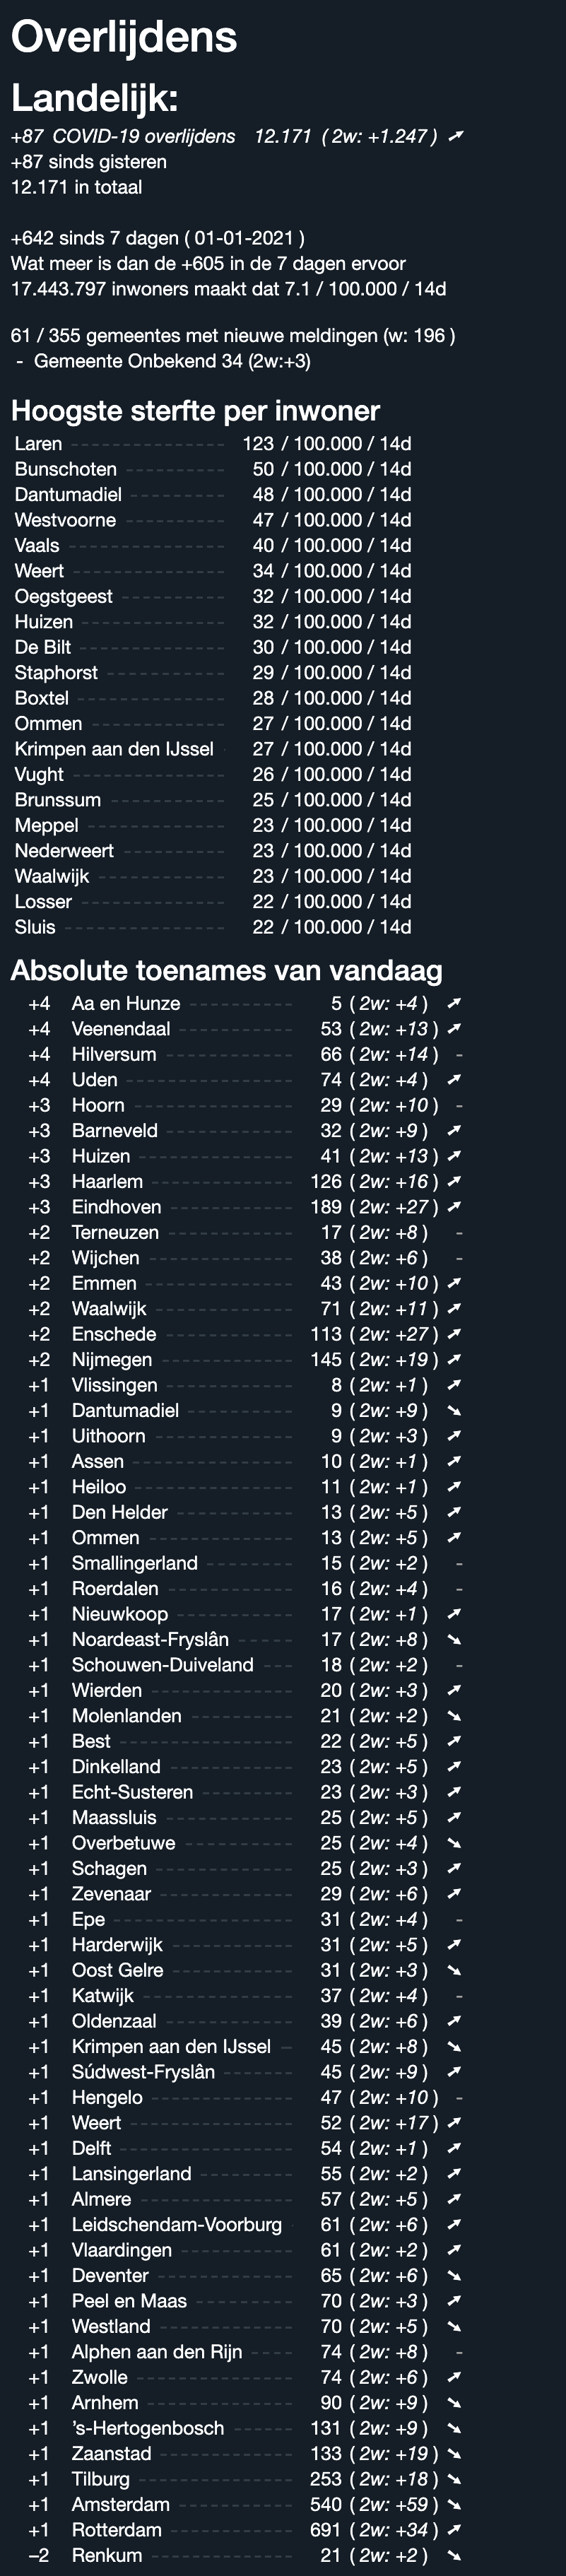 Overlijdens
Landelijk:
+87 COVID-19 overlijdens 12.171 ( 2w: +1.247 ) ➚
+87 sinds gisteren
12.171 in totaal
+642 sinds 7 dagen ( 01-01-2021 )
Wat meer is dan de +605 in de 7 dagen ervoor
17.443.797 inwoners maakt dat 7.1 / 100.000 / 14d
61 / 355 gemeentes met nieuwe meldingen (w: 196 )
- Gemeente Onbekend 34 (2w:+3)
Hoogste sterfte per inwoner
Laren 123 / 100.000 / 14d
Bunschoten 50 / 100.000 / 14d
Dantumadiel 48 / 100.000 / 14d
Westvoorne 47 / 100.000 / 14d
Vaals 40 / 100.000 / 14d
Weert 34 / 100.000 / 14d
Oegstgeest 32 / 100.000 / 14d
Huizen 32 / 100.000 / 14d
De Bilt 30 / 100.000 / 14d
Staphorst 29 / 100.000 / 14d
Boxtel 28 / 100.000 / 14d
Ommen 27 / 100.000 / 14d
Krimpen aan den IJssel 27 / 100.000 / 14d
Vught 26 / 100.000 / 14d
Brunssum 25 / 100.000 / 14d
Meppel 23 / 100.000 / 14d
Nederweert 23 / 100.000 / 14d
Waalwijk 23 / 100.000 / 14d
Losser 22 / 100.000 / 14d
Sluis 22 / 100.000 / 14d
Absolute toenames van vandaag
+4 Aa en Hunze 5 ( 2w: +4 ) ➚
+4 Veenendaal 53 ( 2w: +13 ) ➚
+4 Hilversum 66 ( 2w: +14 ) -
+4 Uden 74 ( 2w: +4 ) ➚
+3 Hoorn 29 ( 2w: +10 ) -
+3 Barneveld 32 ( 2w: +9 ) ➚
+3 Huizen 41 ( 2w: +13 ) ➚
+3 Haarlem 126 ( 2w: +16 ) ➚
+3 Eindhoven 189 ( 2w: +27 ) ➚
+2 Terneuzen 17 ( 2w: +8 ) -
+2 Wijchen 38 ( 2w: +6 ) -
+2 Emmen 43 ( 2w: +10 ) ➚
+2 Waalwijk 71 ( 2w: +11 ) ➚
+2 Enschede 113 ( 2w: +27 ) ➚
+2 Nijmegen 145 ( 2w: +19 ) ➚
+1 Vlissingen 8 ( 2w: +1 ) ➚
+1 Dantumadiel 9 ( 2w: +9 ) ➘
+1 Uithoorn 9 ( 2w: +3 ) ➚
+1 Assen 10 ( 2w: +1 ) ➚
+1 Heiloo 11 ( 2w: +1 ) ➚
+1 Den Helder 13 ( 2w: +5 ) ➚
+1 Ommen 13 ( 2w: +5 ) ➚
+1 Smallingerland 15 ( 2w: +2 ) -
+1 Roerdalen 16 ( 2w: +4 ) -
+1 Nieuwkoop 17 ( 2w: +1 ) ➚
+1 Noardeast-Fryslân 17 ( 2w: +8 ) ➘
+1 Schouwen-Duiveland 18 ( 2w: +2 ) -
+1 Wierden 20 ( 2w: +3 ) ➚
+1 Molenlanden 21 ( 2w: +2 ) ➘
+1 Best 22 ( 2w: +5 ) ➚
+1 Dinkelland 23 ( 2w: +5 ) ➚
+1 Echt-Susteren 23 ( 2w: +3 ) ➚
+1 Maassluis 25 ( 2w: +5 ) ➚
+1 Overbetuwe 25 ( 2w: +4 ) ➘
+1 Schagen 25 ( 2w: +3 ) ➚
+1 Zevenaar 29 ( 2w: +6 ) ➚
+1 Epe 31 ( 2w: +4 ) -
+1 Harderwijk 31 ( 2w: +5 ) ➚
+1 Oost Gelre 31 ( 2w: +3 ) ➘
+1 Katwijk 37 ( 2w: +4 ) -
+1 Oldenzaal 39 ( 2w: +6 ) ➚
+1 Krimpen aan den IJssel 45 ( 2w: +8 ) ➘
+1 Súdwest-Fryslân 45 ( 2w: +9 ) ➚
+1 Hengelo 47 ( 2w: +10 ) -
+1 Weert 52 ( 2w: +17 ) ➚
+1 Delft 54 ( 2w: +1 ) ➚
+1 Lansingerland 55 ( 2w: +2 ) ➚
+1 Almere 57 ( 2w: +5 ) ➚
+1 Leidschendam-Voorburg 61 ( 2w: +6 ) ➚
+1 Vlaardingen 61 ( 2w: +2 ) ➚
+1 Deventer 65 ( 2w: +6 ) ➘
+1 Peel en Maas 70 ( 2w: +3 ) ➚
+1 Westland 70 ( 2w: +5 ) ➘
+1 Alphen aan den Rijn 74 ( 2w: +8 ) -
+1 Zwolle 74 ( 2w: +6 ) ➚
+1 Arnhem 90 ( 2w: +9 ) ➘
+1 ’s-Hertogenbosch 131 ( 2w: +9 ) ➘
+1 Zaanstad 133 ( 2w: +19 ) ➘
+1 Tilburg 253 ( 2w: +18 ) ➘
+1 Amsterdam 540 ( 2w: +59 ) ➘
+1 Rotterdam 691 ( 2w: +34 ) ➚
–2 Renkum 21 ( 2w: +2 ) ➘